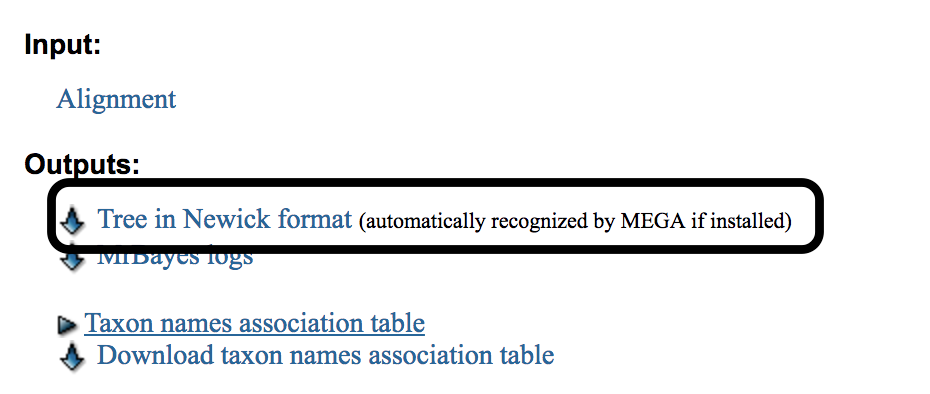 Input:
Alignment
Outputs:
Tree in Newick format (automatically recognized by MEGA if installed)
MrBayes logs
Taxon names association table
Download taxon names association table